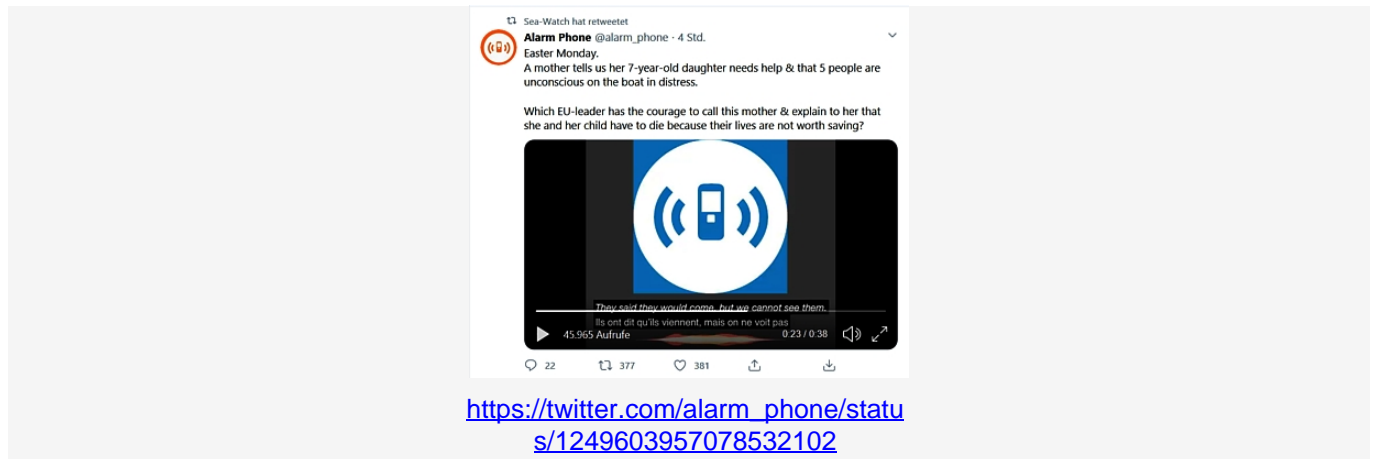 Sea-Watch hat retweetet
Alarm Phone @alarm_phone · 4 Std.
Easter Monday.
A mother tells us her 7-year-old daughter needs help & that 5 people are
unconscious on the boat in distress.
Which EU-leader has the courage to call this mother & explain to her that
she and her child have to die because their lives are not worth saving?
They said they would come, but we cannot see them.
Ils ont dit qu'ils viennent, mais on ne voit pas
45.965 Aufrufe 0:23 / 0:38
22 377 381
https://twitter.com/alarm_phone/statu
s/1249603957078532102